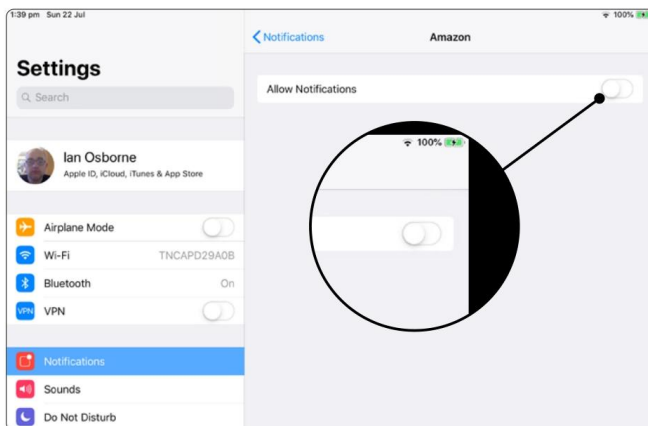 1:39 pm Sun 22 Jul
100%
Settings
Search
Ian Osborne
Apple ID, iCloud, iTunes & App Store
Airplane Mode
Wi-Fi TNCAPD29A0B
Bluetooth On
VPN VPN
Notifications
Sounds
Do Not Disturb
Notifications Amazon
Allow Notifications
100%